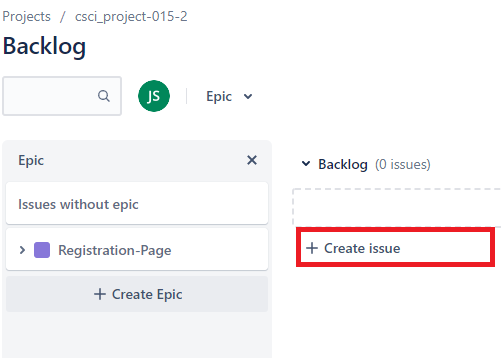 Projects / csci_project-015-2
Backlog
JS Epic
Epic
Issues without epic
Registration-Page
+ Create Epic
Backlog (0 issues)
+ Create issue